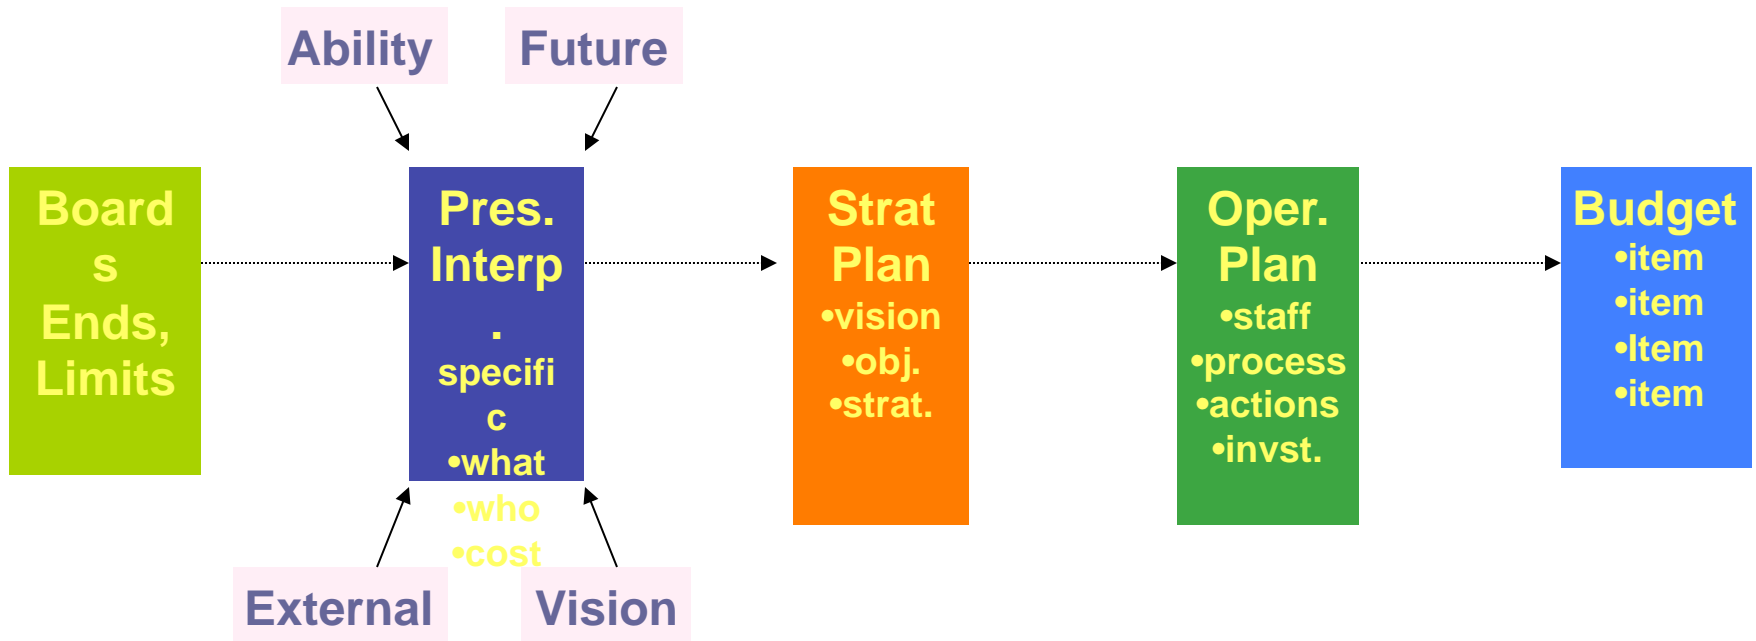 Ability
Future
Board
s
Ends,
Limits
Pres.
Interp
.
specifi
c
•what
•who
•cost
Strat
Plan
•vision
•obj.
•strat.
Oper.
Plan
•staff
•process
•actions
•invst.
Budget
•item
•item
•Item
•item
External
Vision